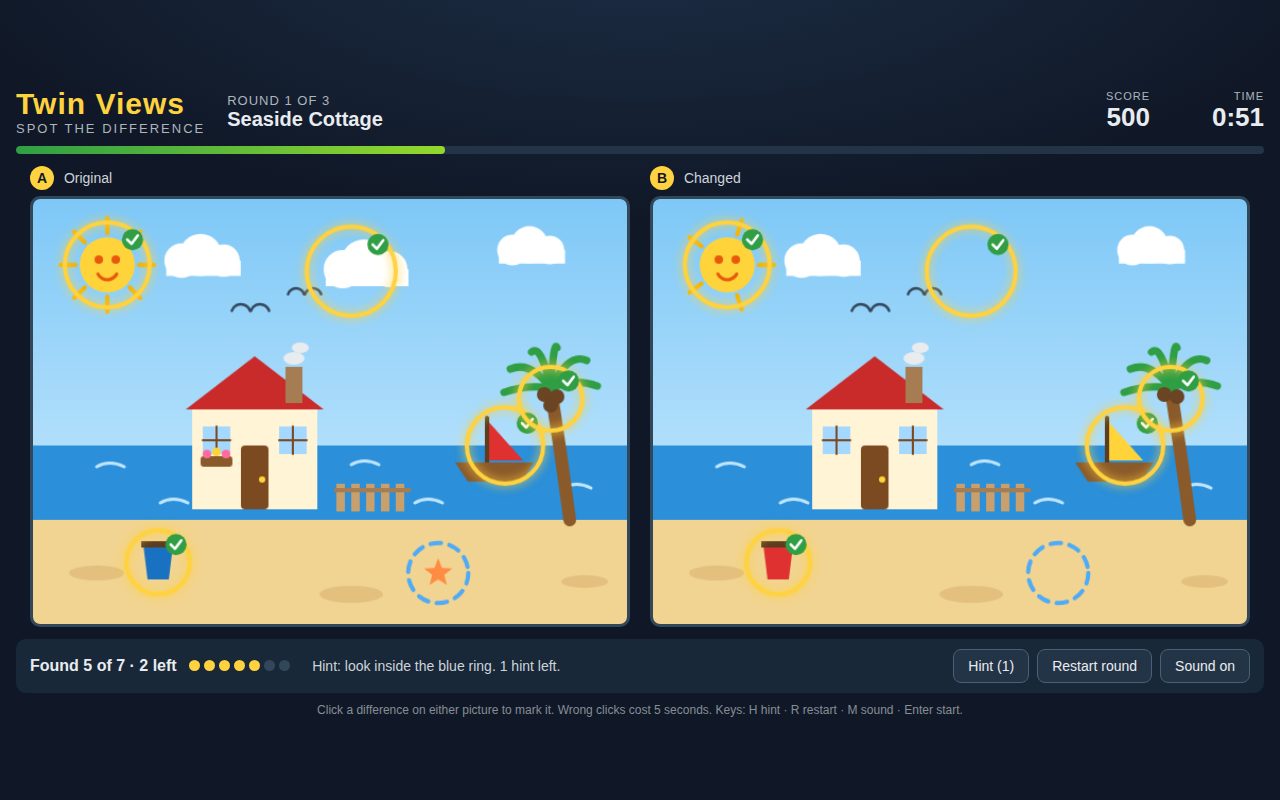 Twin Views
SPOT THE DIFFERENCE
ROUND 1 OF 3
Seaside Cottage
SCORE
500
TIME
0:51
A Original
B Changed
Found 5 of 7 · 2 left
Hint: look inside the blue ring. 1 hint left.
Hint (1)
Restart round
Sound on
Click a difference on either picture to mark it. Wrong clicks cost 5 seconds. Keys: H hint · R restart · M sound · Enter start.